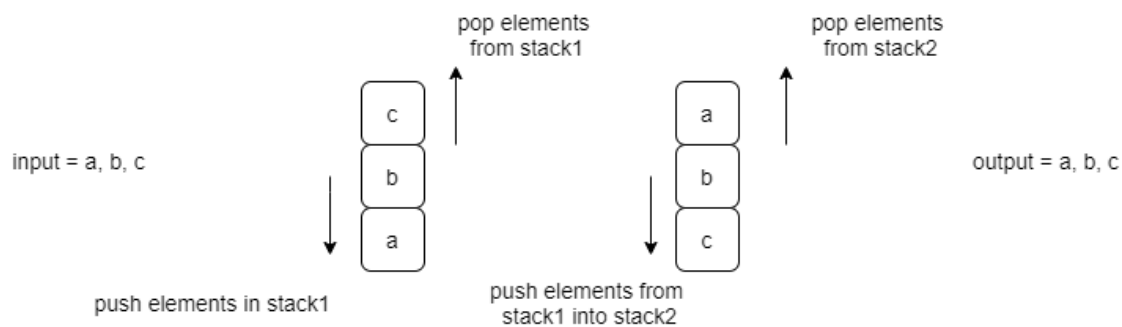 pop elements
from stack1
pop elements
from stack2
input = a, b, c
c
b
a
a
b
c
output = a, b, c
push elements in stack1
push elements from
stack1 into stack2